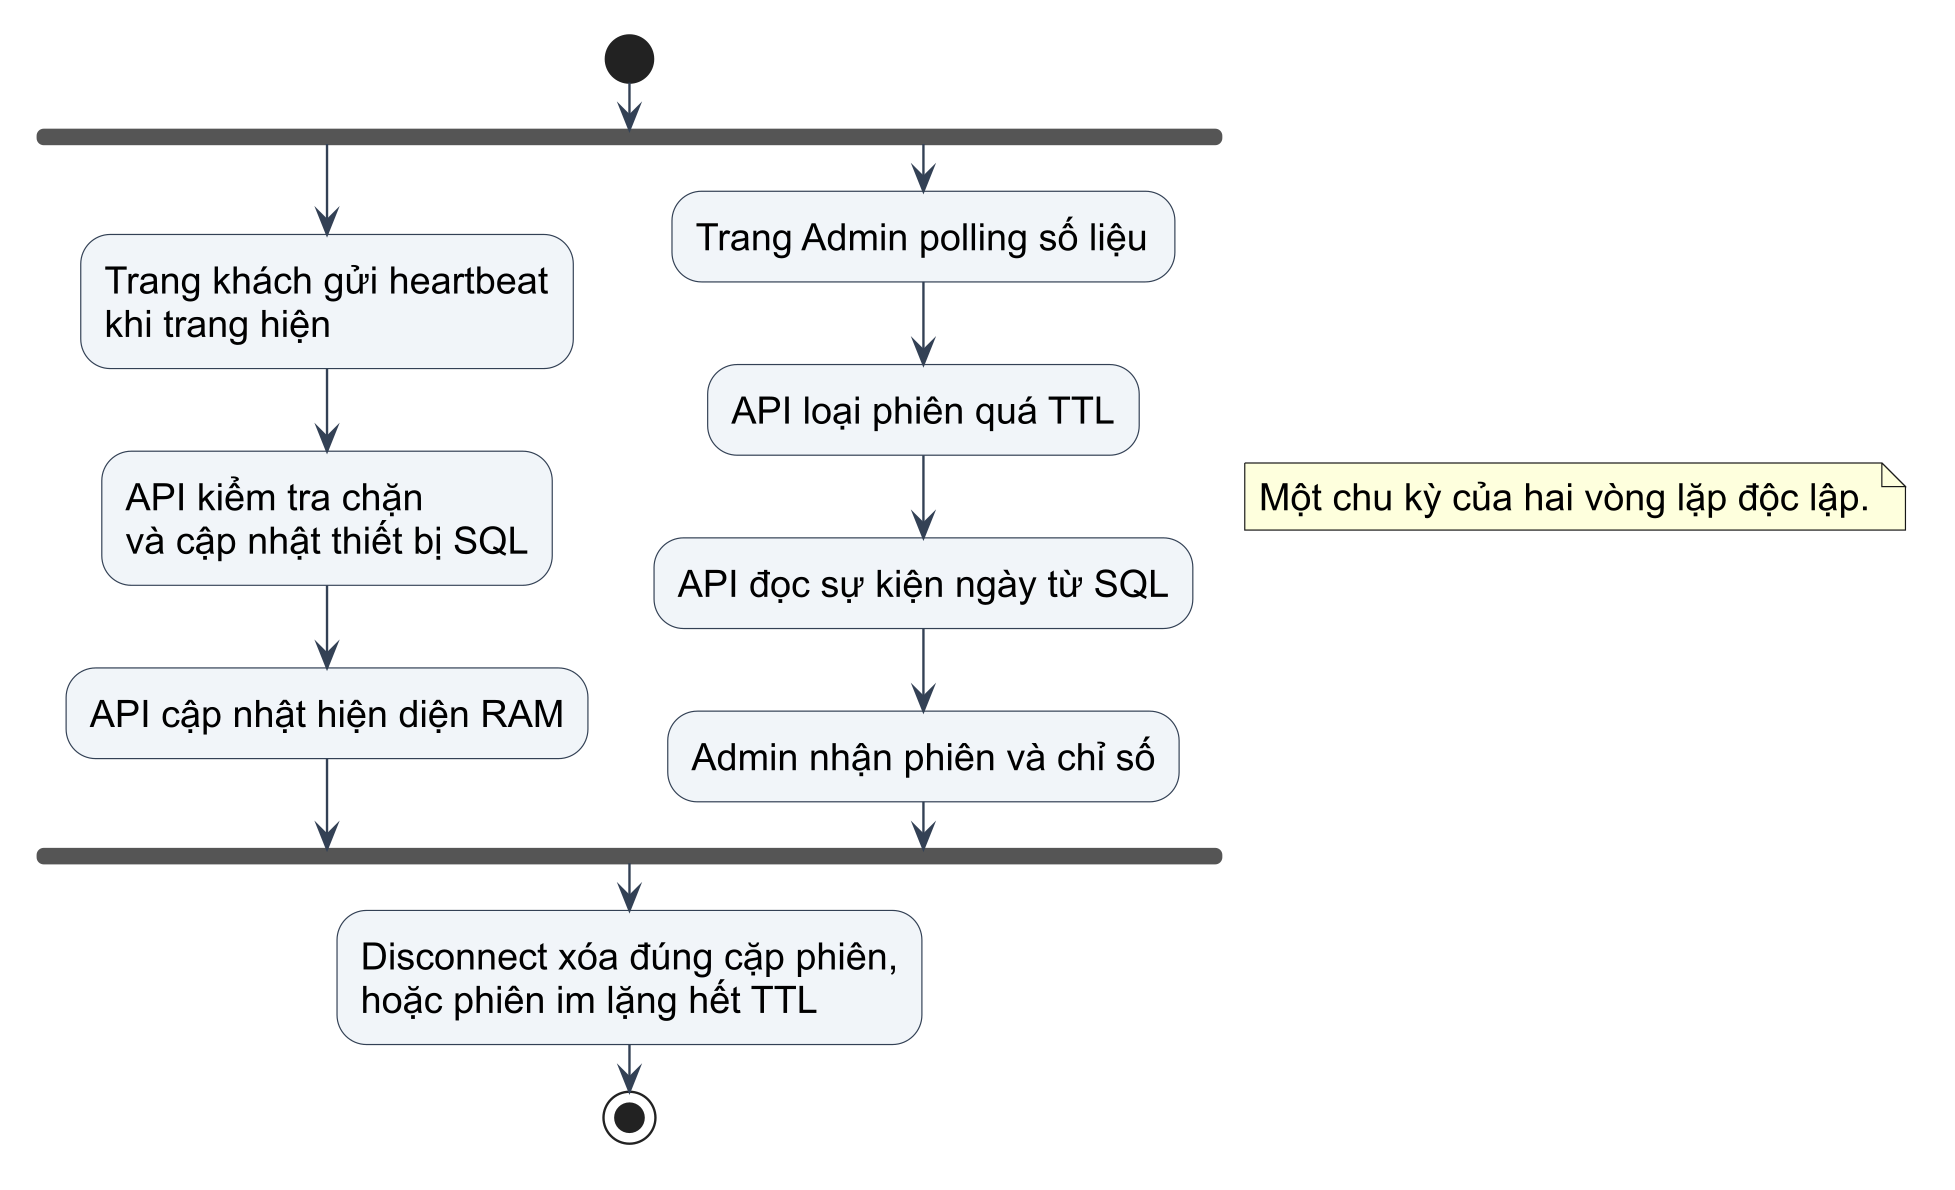 Trang khách gửi heartbeat
khi trang hiện
API kiểm tra chặn
và cập nhật thiết bị SQL
API cập nhật hiện diện RAM
Trang Admin polling số liệu
API loại phiên quá TTL
API đọc sự kiện ngày từ SQL
Admin nhận phiên và chỉ số
Một chu kỳ của hai vòng lặp độc lập.
Disconnect xóa đúng cặp phiên,
hoặc phiên im lặng hết TTL